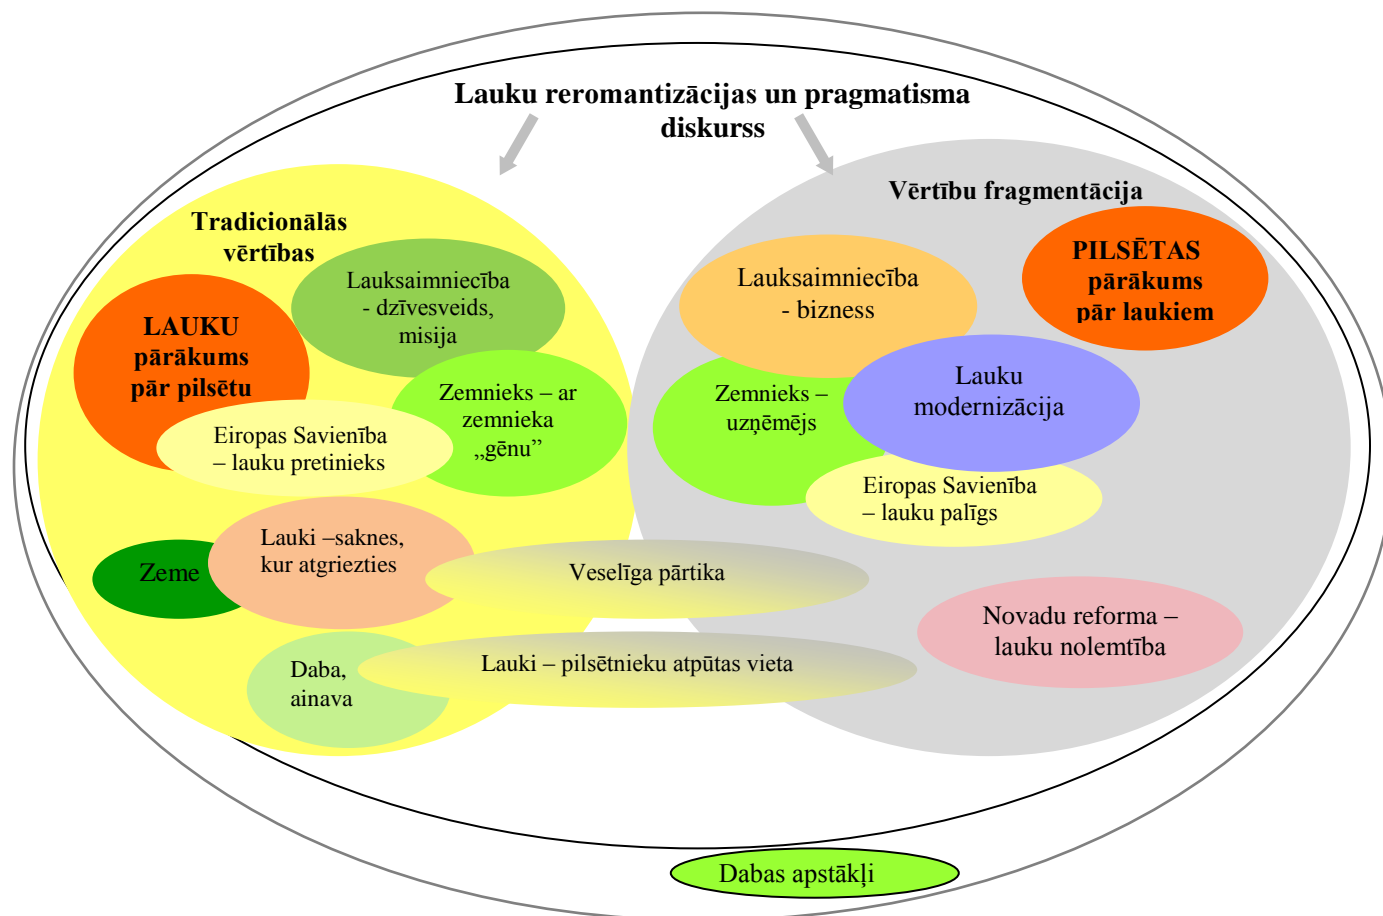 Lauku reromantizācijas un pragmatisma
diskurss
Tradicionālās
vērtības
Lauksaimniecība
- dzīvesveids,
misija
LAUKU
pārākums
pār pilsētu
Zemnieks – ar
zemnieka
„gēnu”
Eiropas Savienība
– lauku pretinieks
Lauki –saknes,
kur atgriezties
Zeme
Daba,
ainava
Veselīga pārtika
Lauki – pilsētnieku atpūtas vieta
Vērtību fragmentācija
PILSĒTAS
pārākums
pār laukiem
Lauksaimniecība
- bizness
Lauku
modernizācija
Zemnieks –
uzņēmējs
Eiropas Savienība
– lauku palīgs
Novadu reforma –
lauku nolemtība
Dabas apstākļi